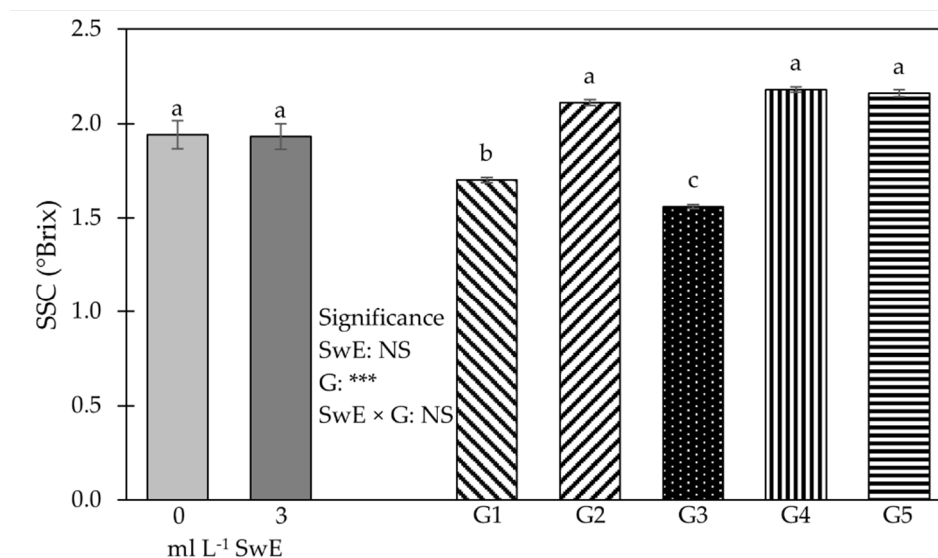 SSC (°Brix)
2.5
2.0
1.5
1.0
0.5
0.0
a
a
b
a
c
a
a
Significance
SwE: NS
G: ***
SwE × G: NS
0
3
G1
G2
G3
G4
G5
ml L⁻¹ SwE